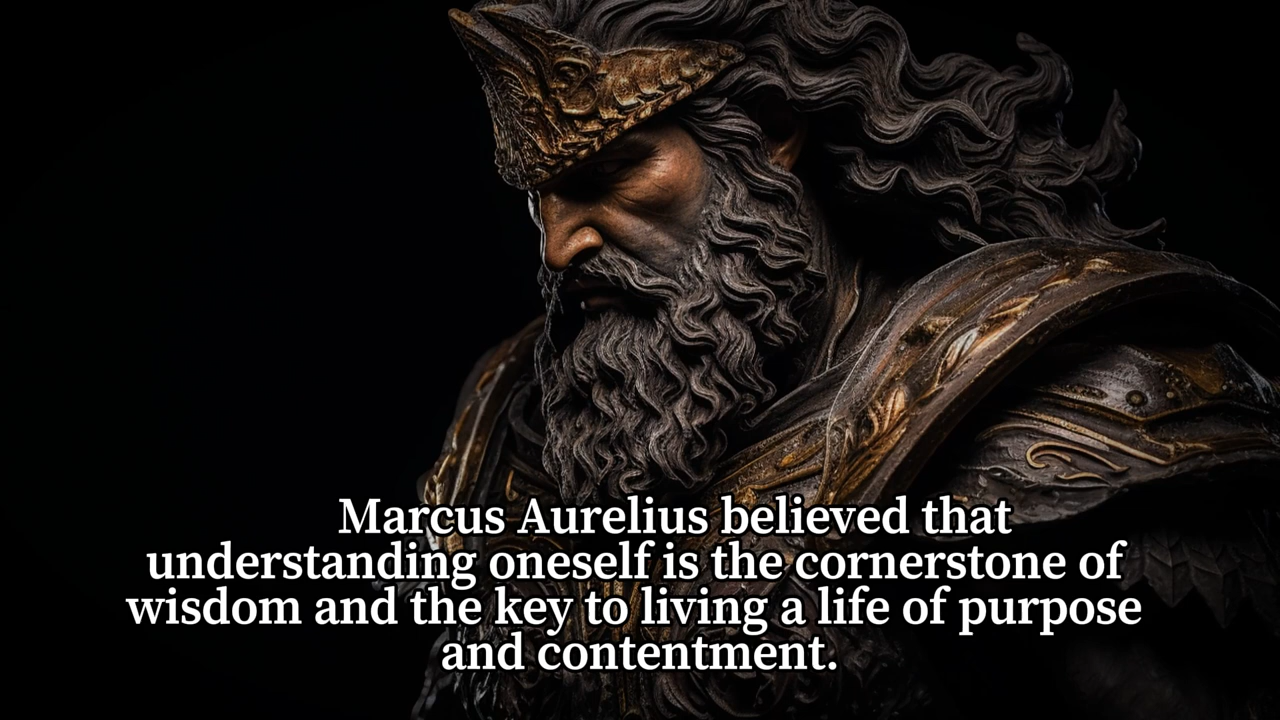 Marcus Aurelius believed that
understanding oneself is the cornerstone of
wisdom and the key to living a life of purpose
and contentment.